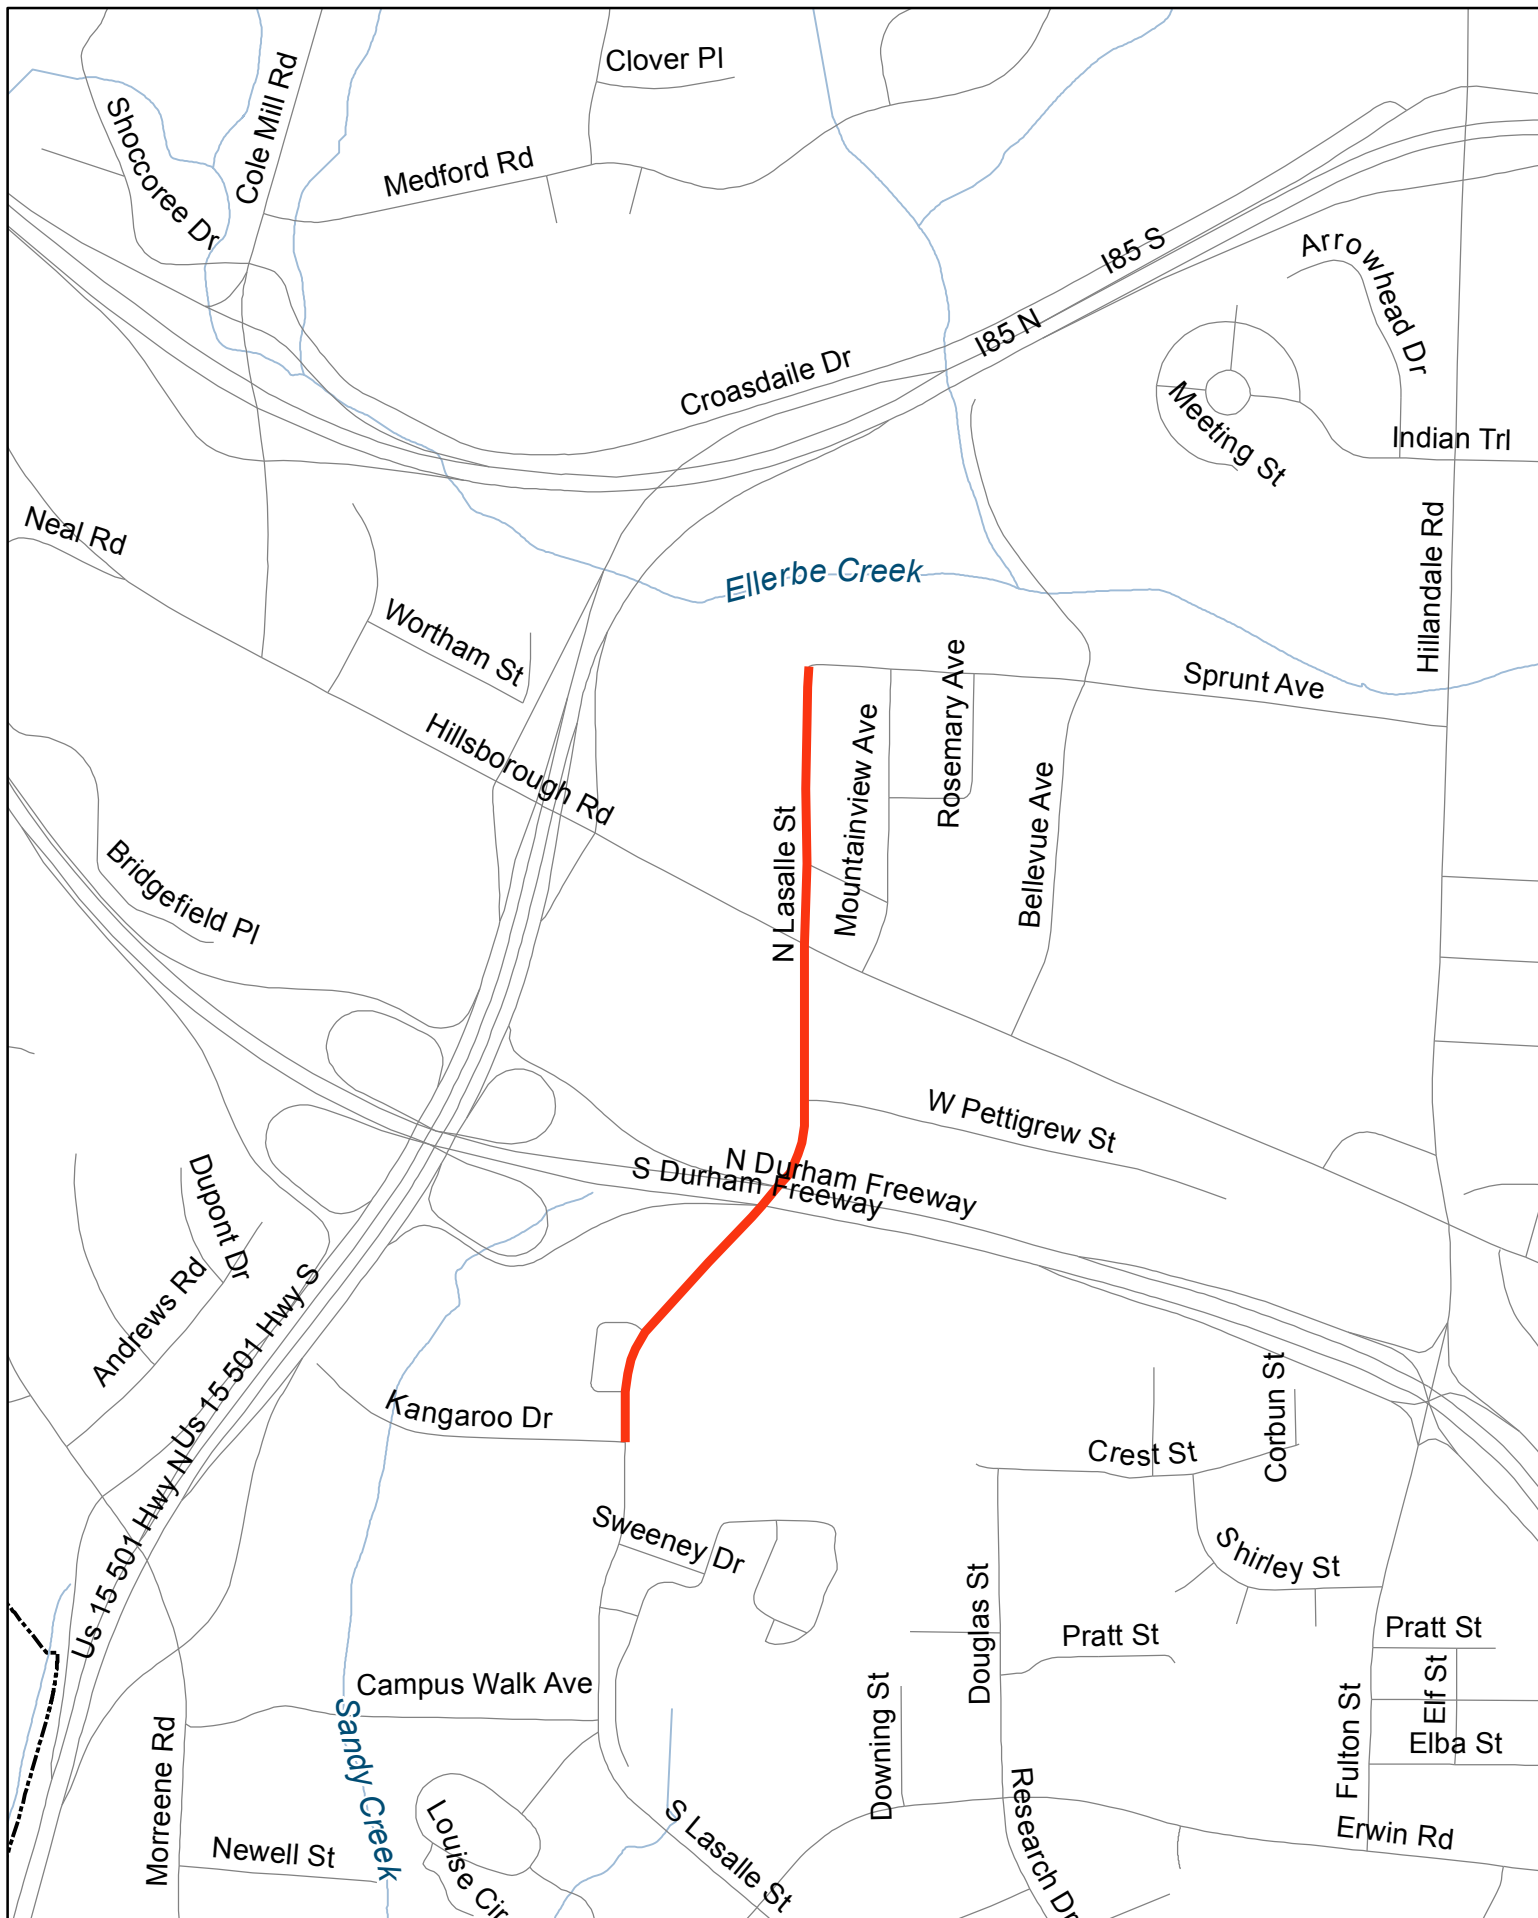 Clover Pl
Shoccoree Dr
Cole Mill Rd
Medford Rd
I85 S
Arrowhead Dr
I85 N
Croasdaile Dr
Meeting St
Indian Trl
Neal Rd
Hillandale Rd
Ellerbe Creek
Wortham St
Rosemary Ave
Sprunt Ave
Hillsborough Rd
Mountainview Ave
N Lasalle St
Bellevue Ave
Bridgefield Pl
W Pettigrew St
N Durham Freeway
S Durham Freeway
Dupont Dr
Andrews Rd
Us 15 501 Hwy S
Kangaroo Dr
Corbun St
Crest St
Us 15 501 Hwy N
Sweeney Dr
Shirley St
Douglas St
Pratt St
Pratt St
Elf St
Campus Walk Ave
Sandy Creek
Downing St
Fulton St
Elba St
Morreene Rd
Research Dr
Louise Cir
S Lasalle St
Erwin Rd
Newell St